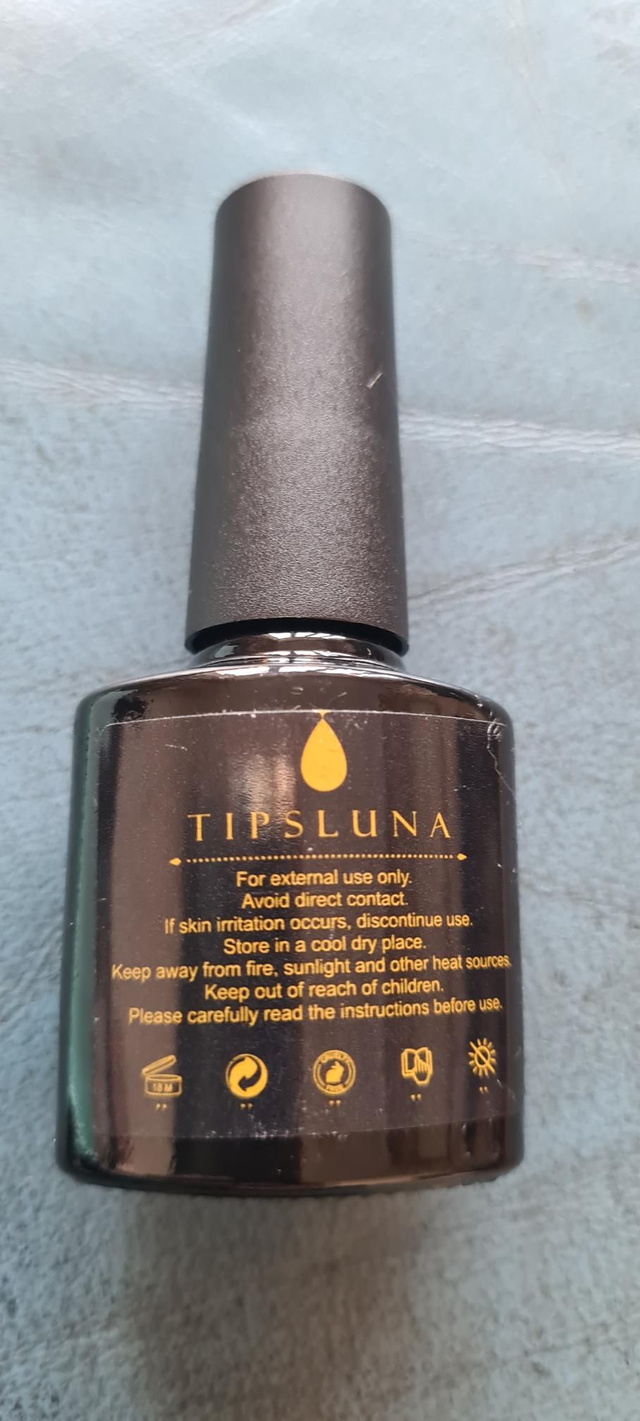 TIPSLUNA
For external use only.
Avoid direct contact.
If skin irritation occurs, discontinue use.
Store in a cool dry place.
Keep away from fire, sunlight and other heat sources.
Keep out of reach of children.
Please carefully read the instructions before use.
18 M